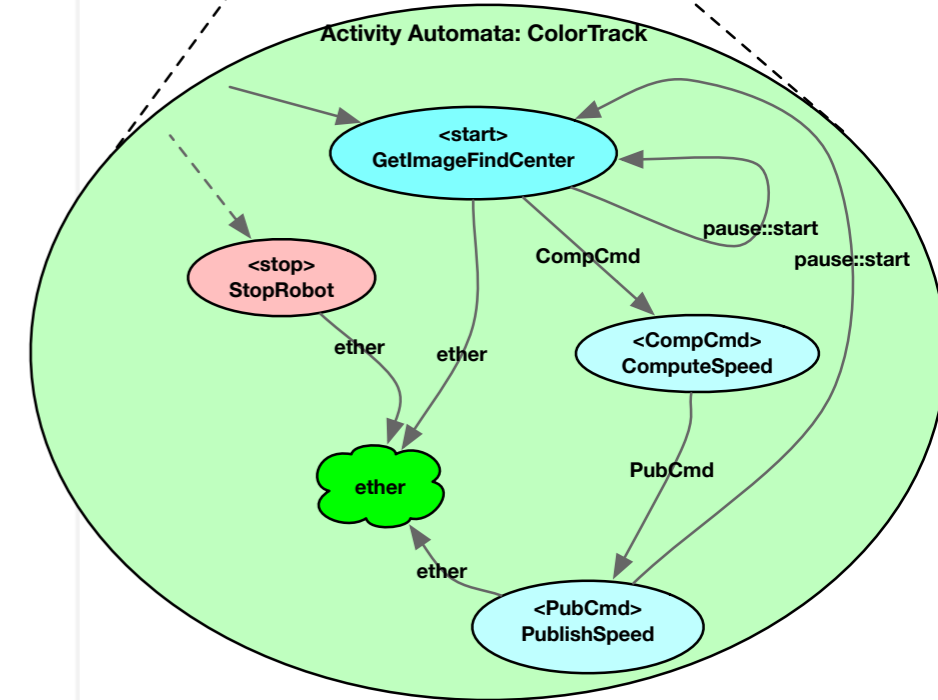 Activity Automata: ColorTrack
<start>
GetImageFindCenter
pause::start
CompCmd
pause::start
<stop>
StopRobot
ether
ether
<CompCmd>
ComputeSpeed
PubCmd
ether
ether
<PubCmd>
PublishSpeed